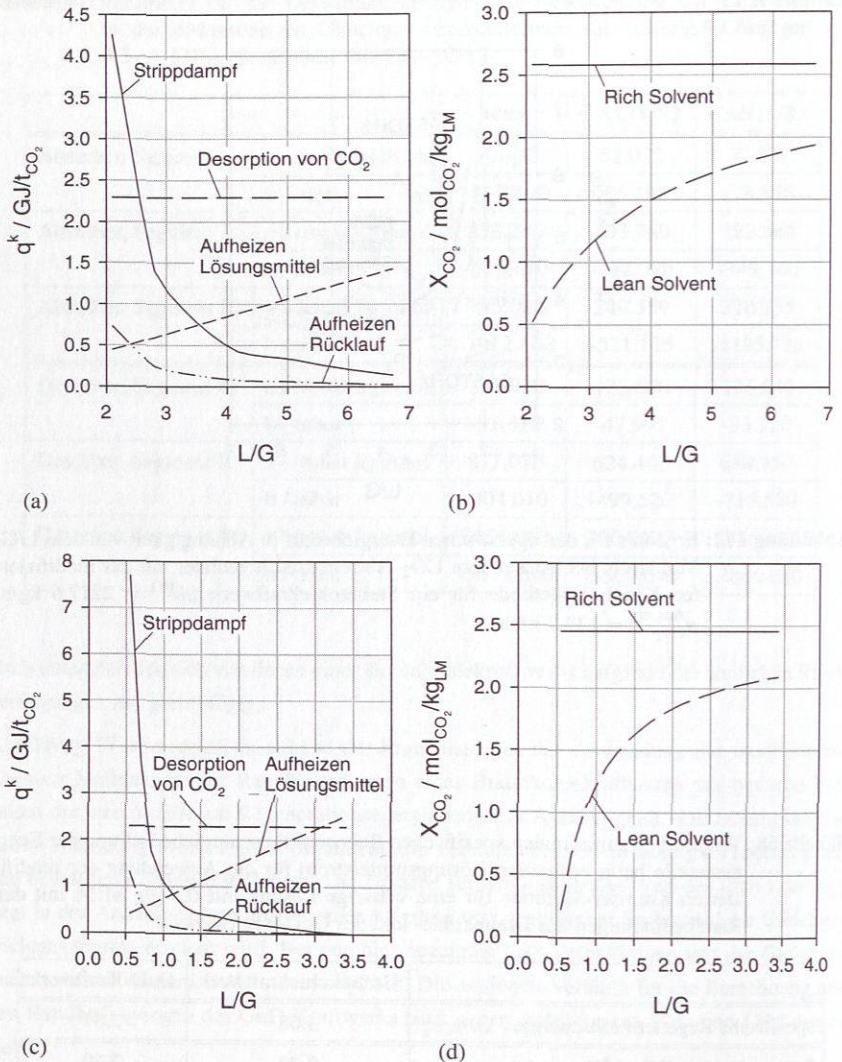 4.5
4.0
3.5
3.0
2.5
2.0
1.5
1.0
0.5
0.0
q^k / GJ/t_CO₂
Strippdampf
Desorption von CO₂
Aufheizen
Lösungsmittel
Aufheizen
Rücklauf
2 3 4 5 6 7
L/G
(a)
3.0
2.5
2.0
1.5
1.0
0.5
0.0
X_CO₂ / mol_CO₂/kg_LM
Rich Solvent
Lean Solvent
2 3 4 5 6 7
L/G
(b)
8
7
6
5
4
3
2
1
0
q^k / GJ/t_CO₂
Strippdampf
Desorption
von CO₂
Aufheizen
Lösungsmittel
Aufheizen
Rücklauf
0.0 0.5 1.0 1.5 2.0 2.5 3.0 3.5 4.0
L/G
(c)
3.0
2.5
2.0
1.5
1.0
0.5
0.0
X_CO₂ / mol_CO₂/kg_LM
Rich Solvent
Lean Solvent
0.0 0.5 1.0 1.5 2.0 2.5 3.0 3.5 4.0
L/G
(d)